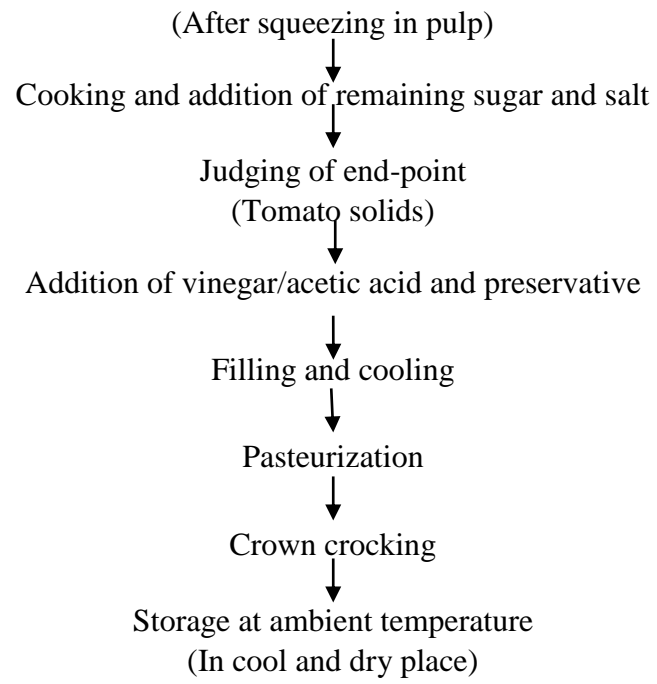 (After squeezing in pulp)
Cooking and addition of remaining sugar and salt
Judging of end-point
(Tomato solids)
Addition of vinegar/acetic acid and preservative
Filling and cooling
Pasteurization
Crown crocking
Storage at ambient temperature
(In cool and dry place)